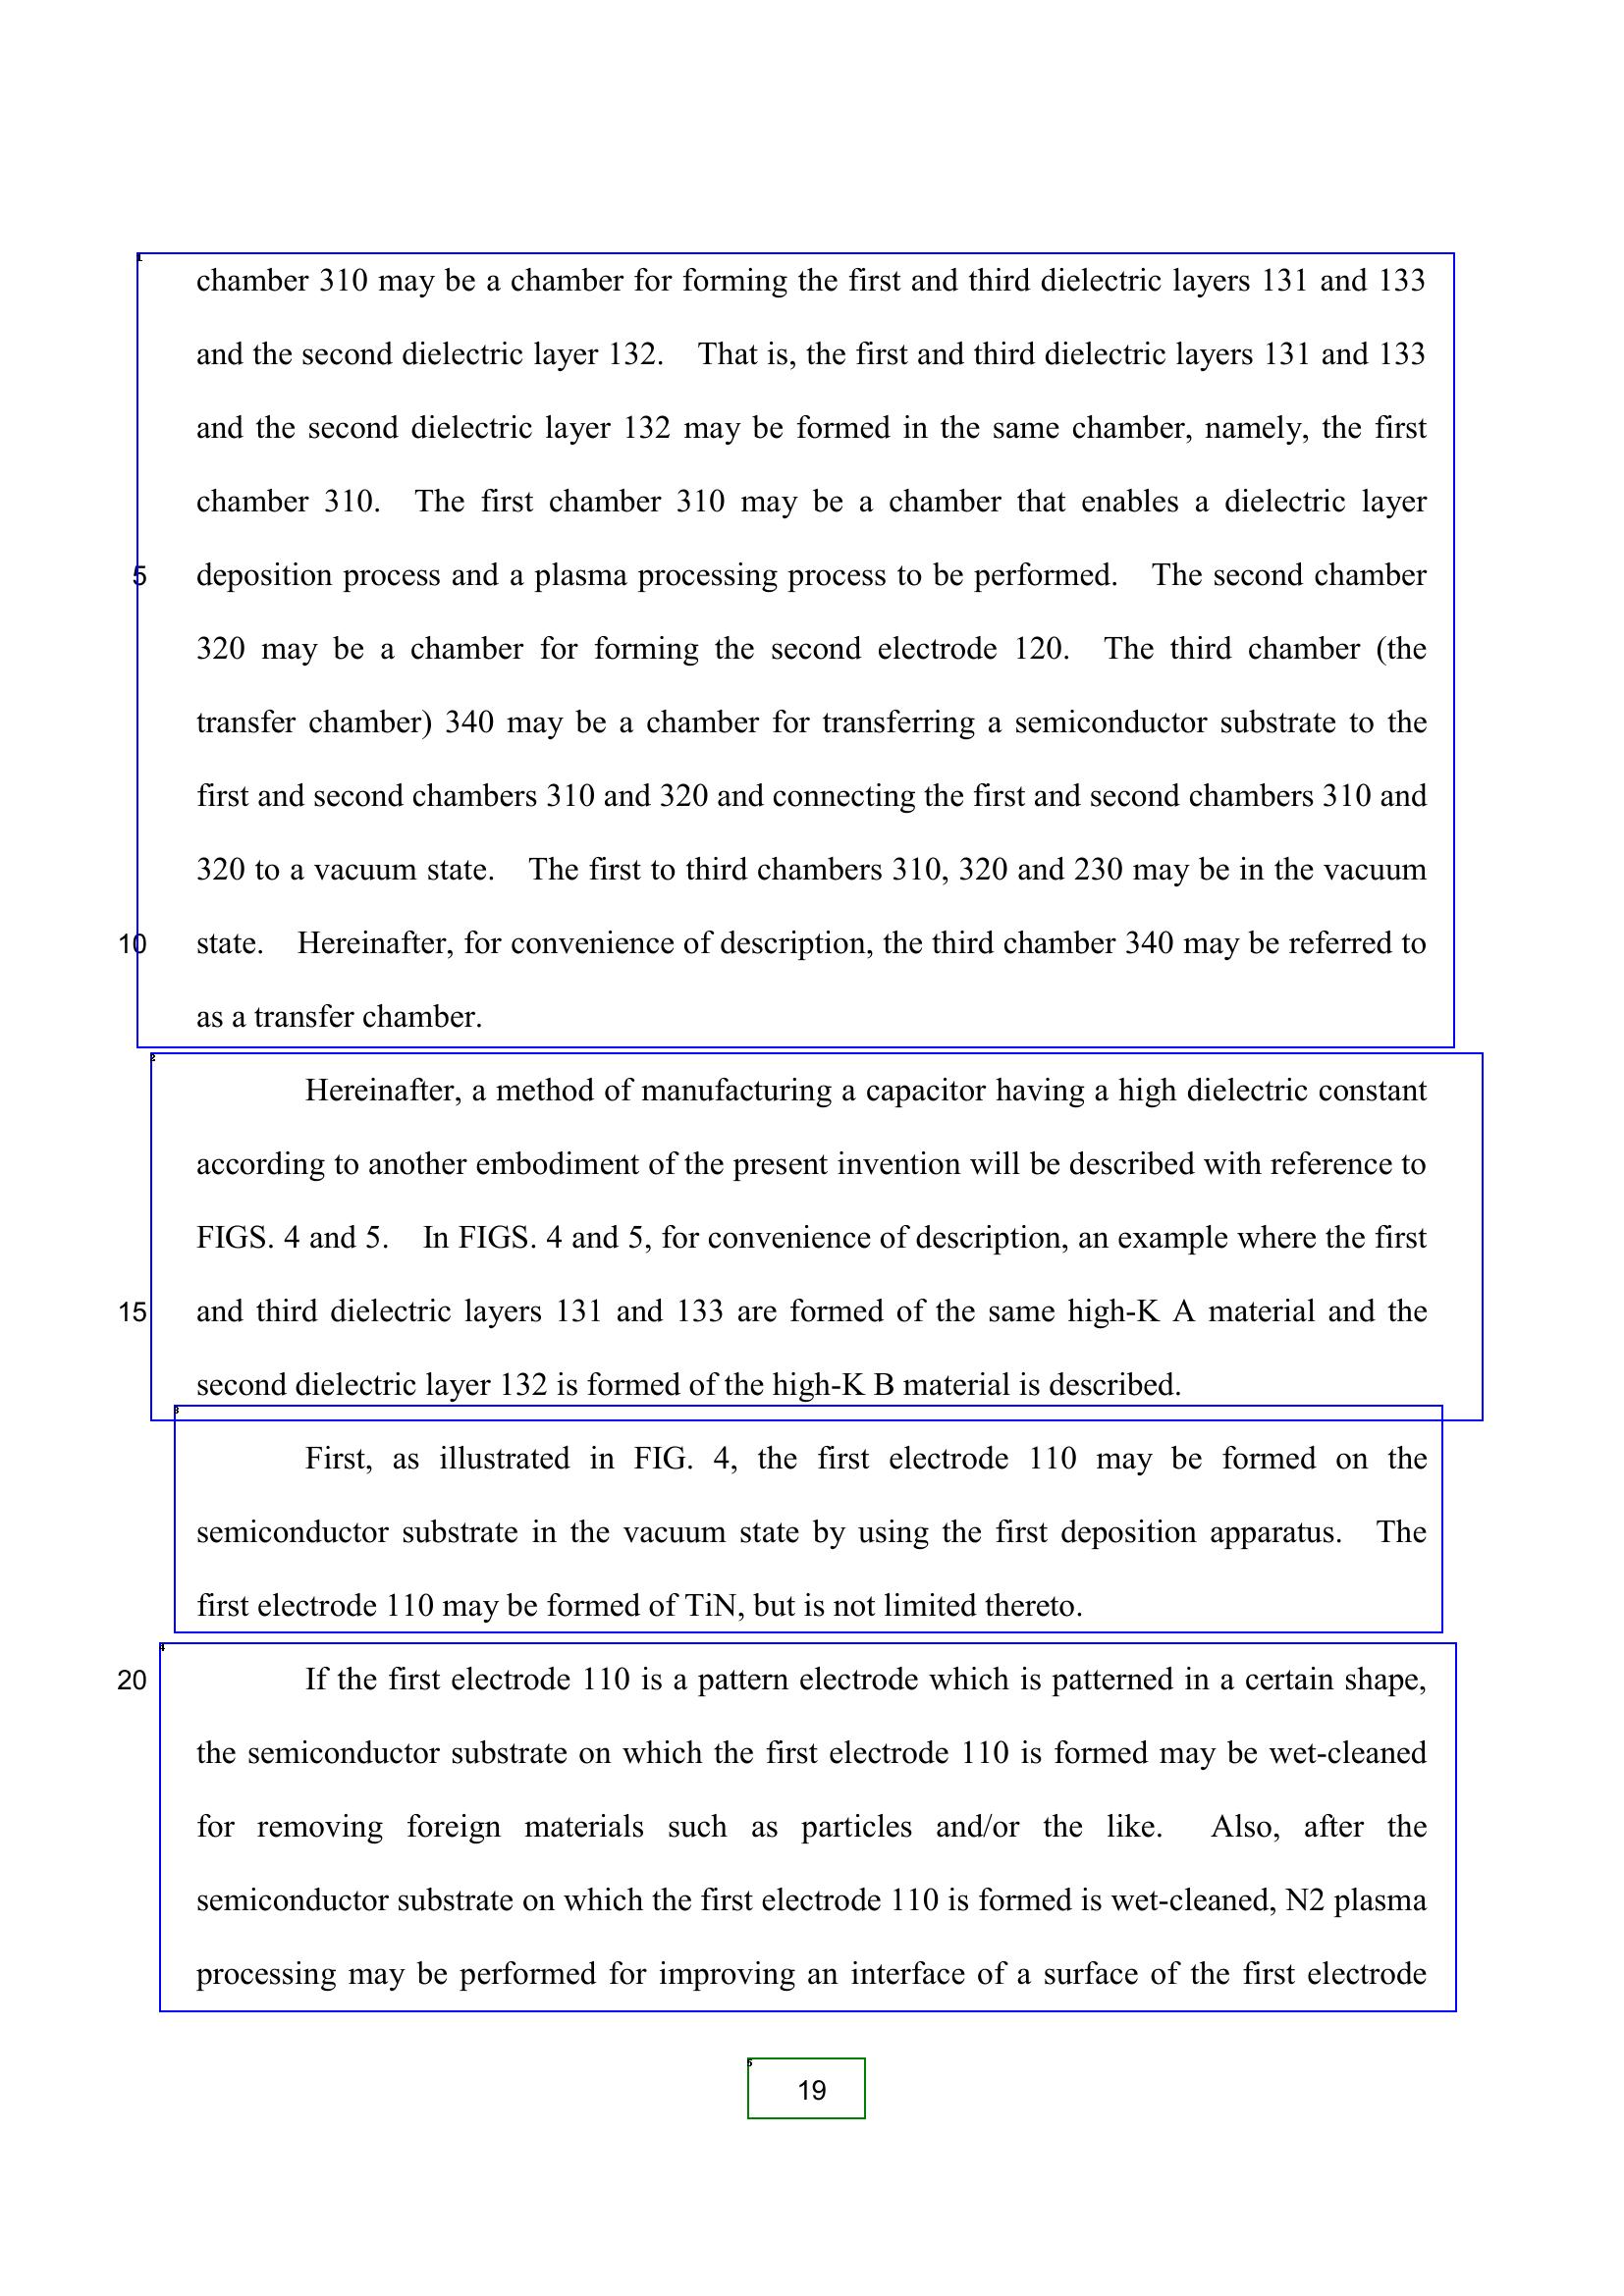 chamber 310 may be a chamber for forming the first and third dielectric layers 131 and 133
and the second dielectric layer 132. That is, the first and third dielectric layers 131 and 133
and the second dielectric layer 132 may be formed in the same chamber, namely, the first
chamber 310. The first chamber 310 may be a chamber that enables a dielectric layer
5 deposition process and a plasma processing process to be performed. The second chamber
320 may be a chamber for forming the second electrode 120. The third chamber (the
transfer chamber) 340 may be a chamber for transferring a semiconductor substrate to the
first and second chambers 310 and 320 and connecting the first and second chambers 310 and
320 to a vacuum state. The first to third chambers 310, 320 and 230 may be in the vacuum
10 state. Hereinafter, for convenience of description, the third chamber 340 may be referred to
as a transfer chamber.
Hereinafter, a method of manufacturing a capacitor having a high dielectric constant
according to another embodiment of the present invention will be described with reference to
FIGS. 4 and 5. In FIGS. 4 and 5, for convenience of description, an example where the first
15 and third dielectric layers 131 and 133 are formed of the same high-K A material and the
second dielectric layer 132 is formed of the high-K B material is described.
First, as illustrated in FIG. 4, the first electrode 110 may be formed on the
semiconductor substrate in the vacuum state by using the first deposition apparatus. The
first electrode 110 may be formed of TiN, but is not limited thereto.
20 If the first electrode 110 is a pattern electrode which is patterned in a certain shape,
the semiconductor substrate on which the first electrode 110 is formed may be wet-cleaned
for removing foreign materials such as particles and/or the like. Also, after the
semiconductor substrate on which the first electrode 110 is formed is wet-cleaned, N2 plasma
processing may be performed for improving an interface of a surface of the first electrode
19